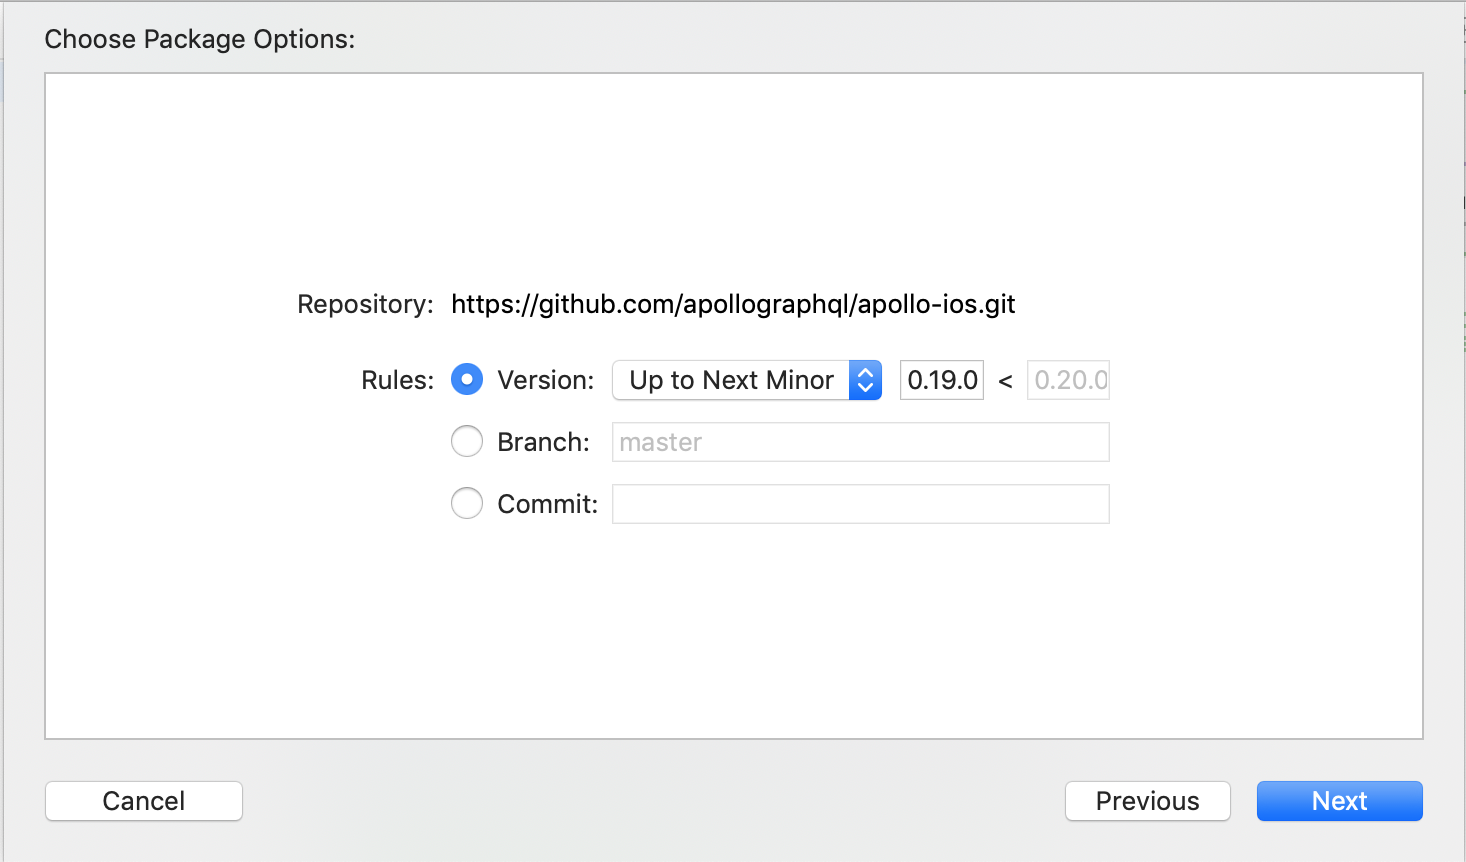 Choose Package Options:
Repository: https://github.com/apollographql/apollo-ios.git
Rules: Version: Up to Next Minor 0.19.0 < 0.20.0
Branch: master
Commit:
Cancel Previous Next